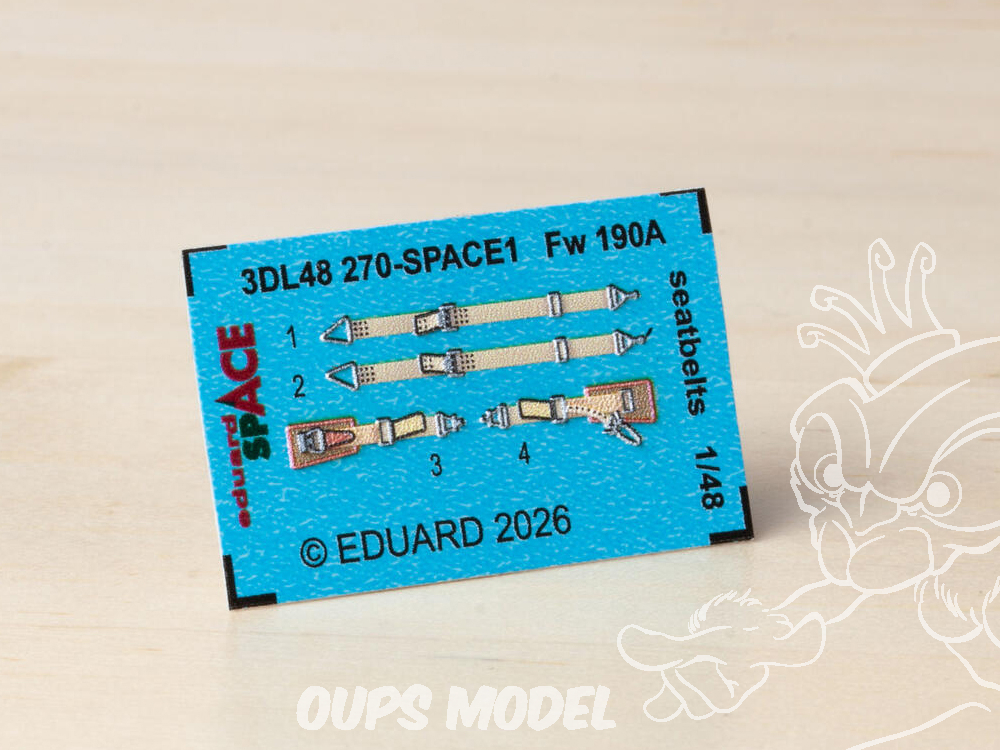 3DL48 270-SPACE1 Fw 190A
seatbelts 1/48
eduard
SPACE
1
2
3
4
© EDUARD 2026
OUPS MODEL